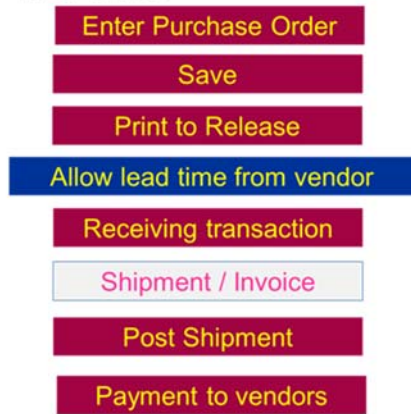 Enter Purchase Order
Save
Print to Release
Allow lead time from vendor
Receiving transaction
Shipment / Invoice
Post Shipment
Payment to vendors